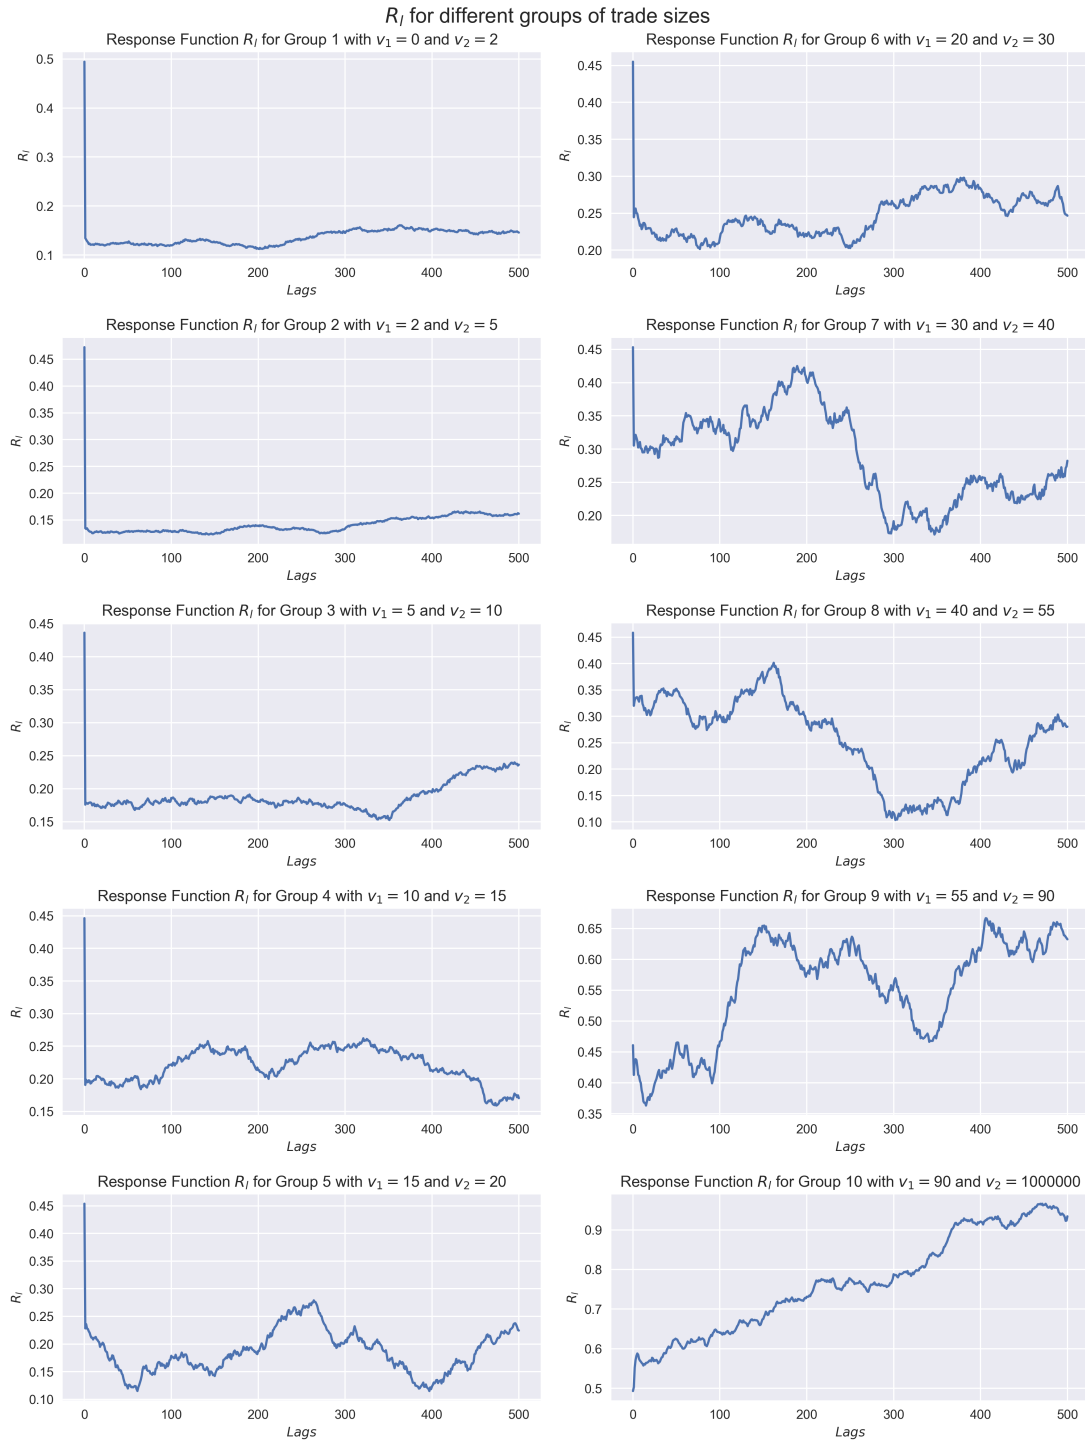 R_l for different groups of trade sizes
Response Function R_l for Group 1 with v_1 = 0 and v_2 = 2
0.5
0.4
0.3
0.2
0.1
R_l
0 100 200 300 400 500
Lags
Response Function R_l for Group 6 with v_1 = 20 and v_2 = 30
0.45
0.40
0.35
0.30
0.25
0.20
R_l
0 100 200 300 400 500
Lags
Response Function R_l for Group 2 with v_1 = 2 and v_2 = 5
0.45
0.40
0.35
0.30
0.25
0.20
0.15
R_l
0 100 200 300 400 500
Lags
Response Function R_l for Group 7 with v_1 = 30 and v_2 = 40
0.45
0.40
0.35
0.30
0.25
0.20
R_l
0 100 200 300 400 500
Lags
Response Function R_l for Group 3 with v_1 = 5 and v_2 = 10
0.45
0.40
0.35
0.30
0.25
0.20
0.15
R_l
0 100 200 300 400 500
Lags
Response Function R_l for Group 8 with v_1 = 40 and v_2 = 55
0.45
0.40
0.35
0.30
0.25
0.20
0.15
0.10
R_l
0 100 200 300 400 500
Lags
Response Function R_l for Group 4 with v_1 = 10 and v_2 = 15
0.45
0.40
0.35
0.30
0.25
0.20
0.15
R_l
0 100 200 300 400 500
Lags
Response Function R_l for Group 9 with v_1 = 55 and v_2 = 90
0.65
0.60
0.55
0.50
0.45
0.40
0.35
R_l
0 100 200 300 400 500
Lags
Response Function R_l for Group 5 with v_1 = 15 and v_2 = 20
0.45
0.40
0.35
0.30
0.25
0.20
0.15
0.10
R_l
0 100 200 300 400 500
Lags
Response Function R_l for Group 10 with v_1 = 90 and v_2 = 1000000
0.9
0.8
0.7
0.6
0.5
R_l
0 100 200 300 400 500
Lags